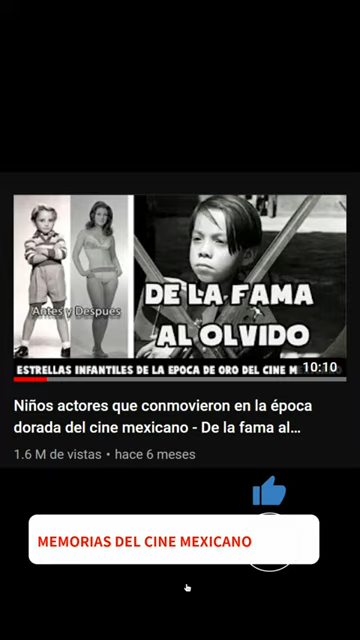 Antes y Despues
DE LA FAMA
AL OLVIDO
ESTRELLAS INFANTILES DE LA EPOCA DE ORO DEL CINE M
10:10
Niños actores que conmovieron en la época
dorada del cine mexicano - De la fama al...
1.6 M de vistas • hace 6 meses
MEMORIAS DEL CINE MEXICANO